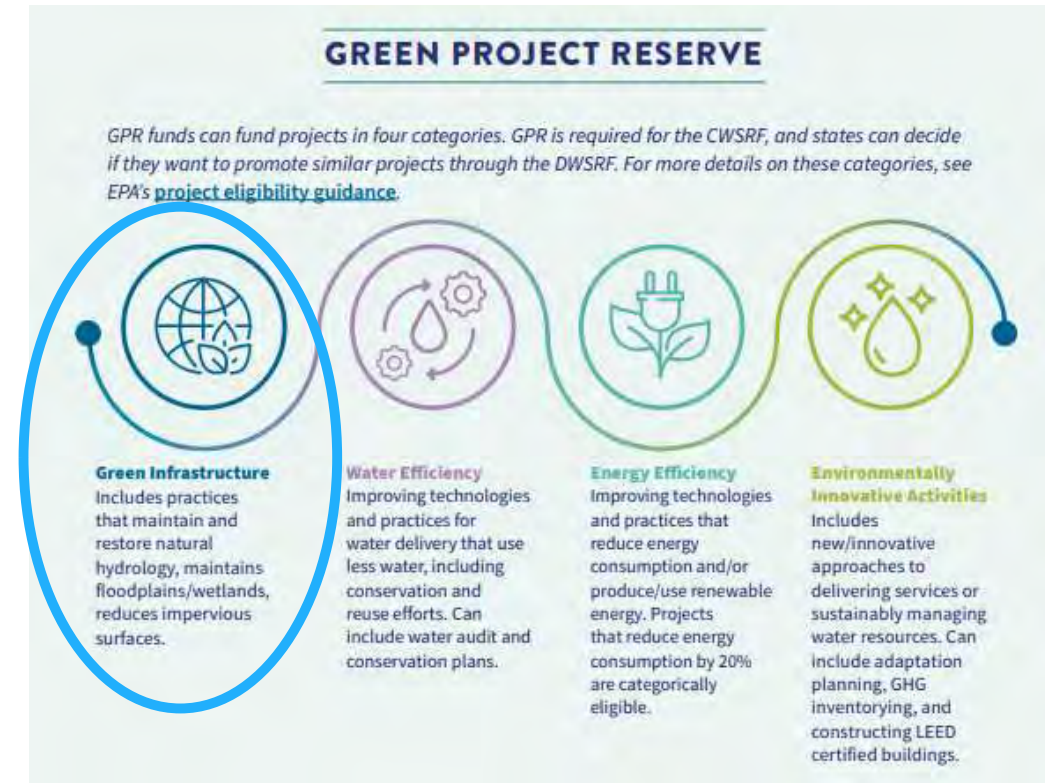 GREEN PROJECT RESERVE
GPR funds can fund projects in four categories. GPR is required for the CWSRF, and states can decide
if they want to promote similar projects through the DWSRF. For more details on these categories, see
EPA's project eligibility guidance.
Green Infrastructure
Includes practices
that maintain and
restore natural
hydrology, maintains
floodplains/wetlands,
reduces impervious
surfaces.
Water Efficiency
Improving technologies
and practices for
water delivery that use
less water, including
conservation and
reuse efforts. Can
include water audit and
conservation plans.
Energy Efficiency
Improving technologies
and practices that
reduce energy
consumption and/or
produce/use renewable
energy. Projects
that reduce energy
consumption by 20%
are categorically
eligible.
Environmentally
Innovative Activities
Includes
new/innovative
approaches to
delivering services or
sustainably managing
water resources. Can
include adaptation
planning, GHG
inventorying, and
constructing LEED
certified buildings.